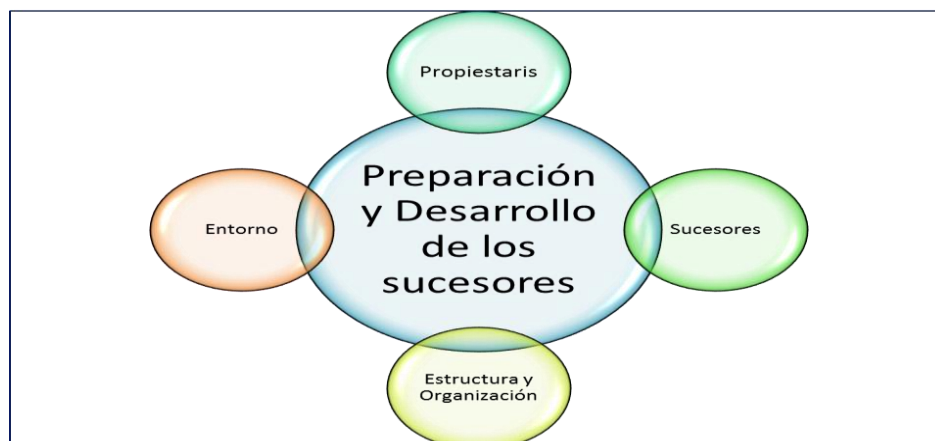 Propiestaris
Preparación
y Desarrollo
de los
sucesores
Entorno
Sucesores
Estructura y
Organización